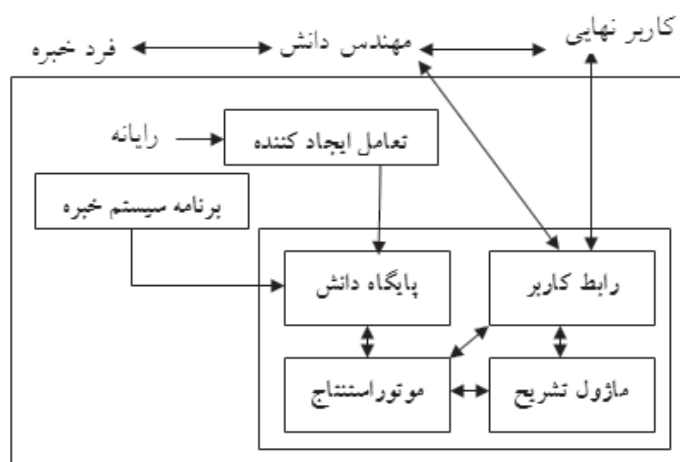 کاربر نهایی
مهندس دانش
فرد خبره
تعامل ایجاد کننده
رایانه
برنامه سیستم خبره
رابط کاربر
پایگاه دانش
ماژول تشریح
موتوراستنتاج